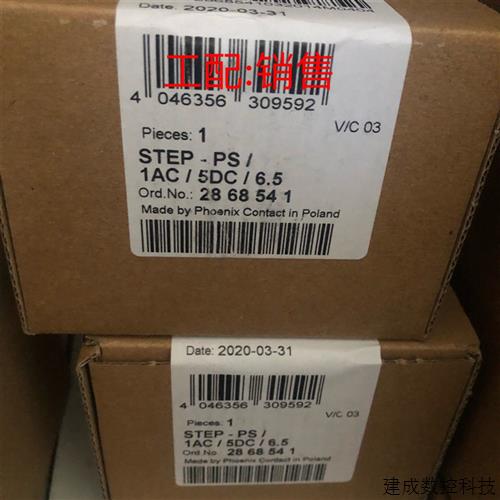 Date: 2020-03-31
工配:销售
4 046356 309592
V/C 03
Pieces: 1
STEP - PS /
1AC / 5DC / 6.5
Ord.No.: 28 68 54 1
Made by Phoenix Contact in Poland
Date: 2020-03-31
4 046356 309592
V/C 03
Pieces: 1
STEP - PS /
1AC / 5DC / 6.5
Ord.No.: 28 68 54 1
Made by Phoenix Contact in Poland
建成数控科技